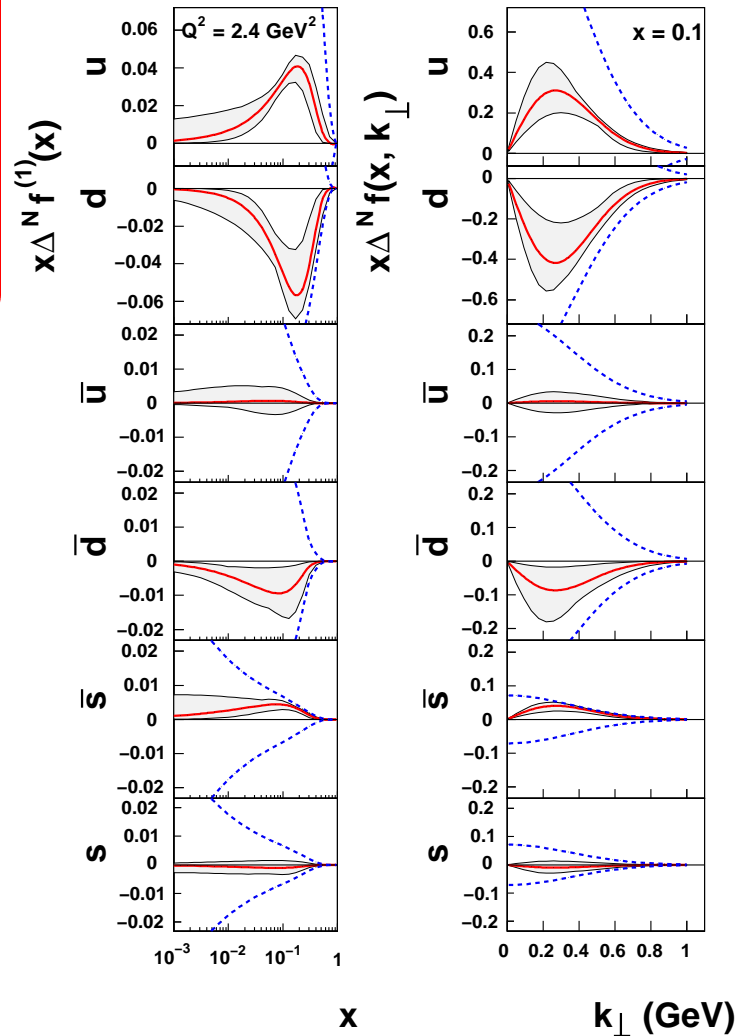 Q² = 2.4 GeV²
x = 0.1
xΔᴺ f⁽¹⁾(x)
xΔᴺ f(x, k⊥)
u
0.06
0.04
0.02
0
u
0.6
0.4
0.2
0
d
0
−0.02
−0.04
−0.06
d
0
−0.2
−0.4
−0.6
u̅
0.02
0.01
0
−0.01
−0.02
u̅
0.2
0.1
0
−0.1
−0.2
d̅
0.02
0.01
0
−0.01
−0.02
d̅
0.2
0.1
0
−0.1
−0.2
s̅
0.02
0.01
0
−0.01
−0.02
s̅
0.2
0.1
0
−0.1
−0.2
s
0.02
0.01
0
−0.01
−0.02
s
0.2
0.1
0
−0.1
−0.2
10⁻³ 10⁻² 10⁻¹ 1
0 0.2 0.4 0.6 0.8 1
x
k⊥ (GeV)